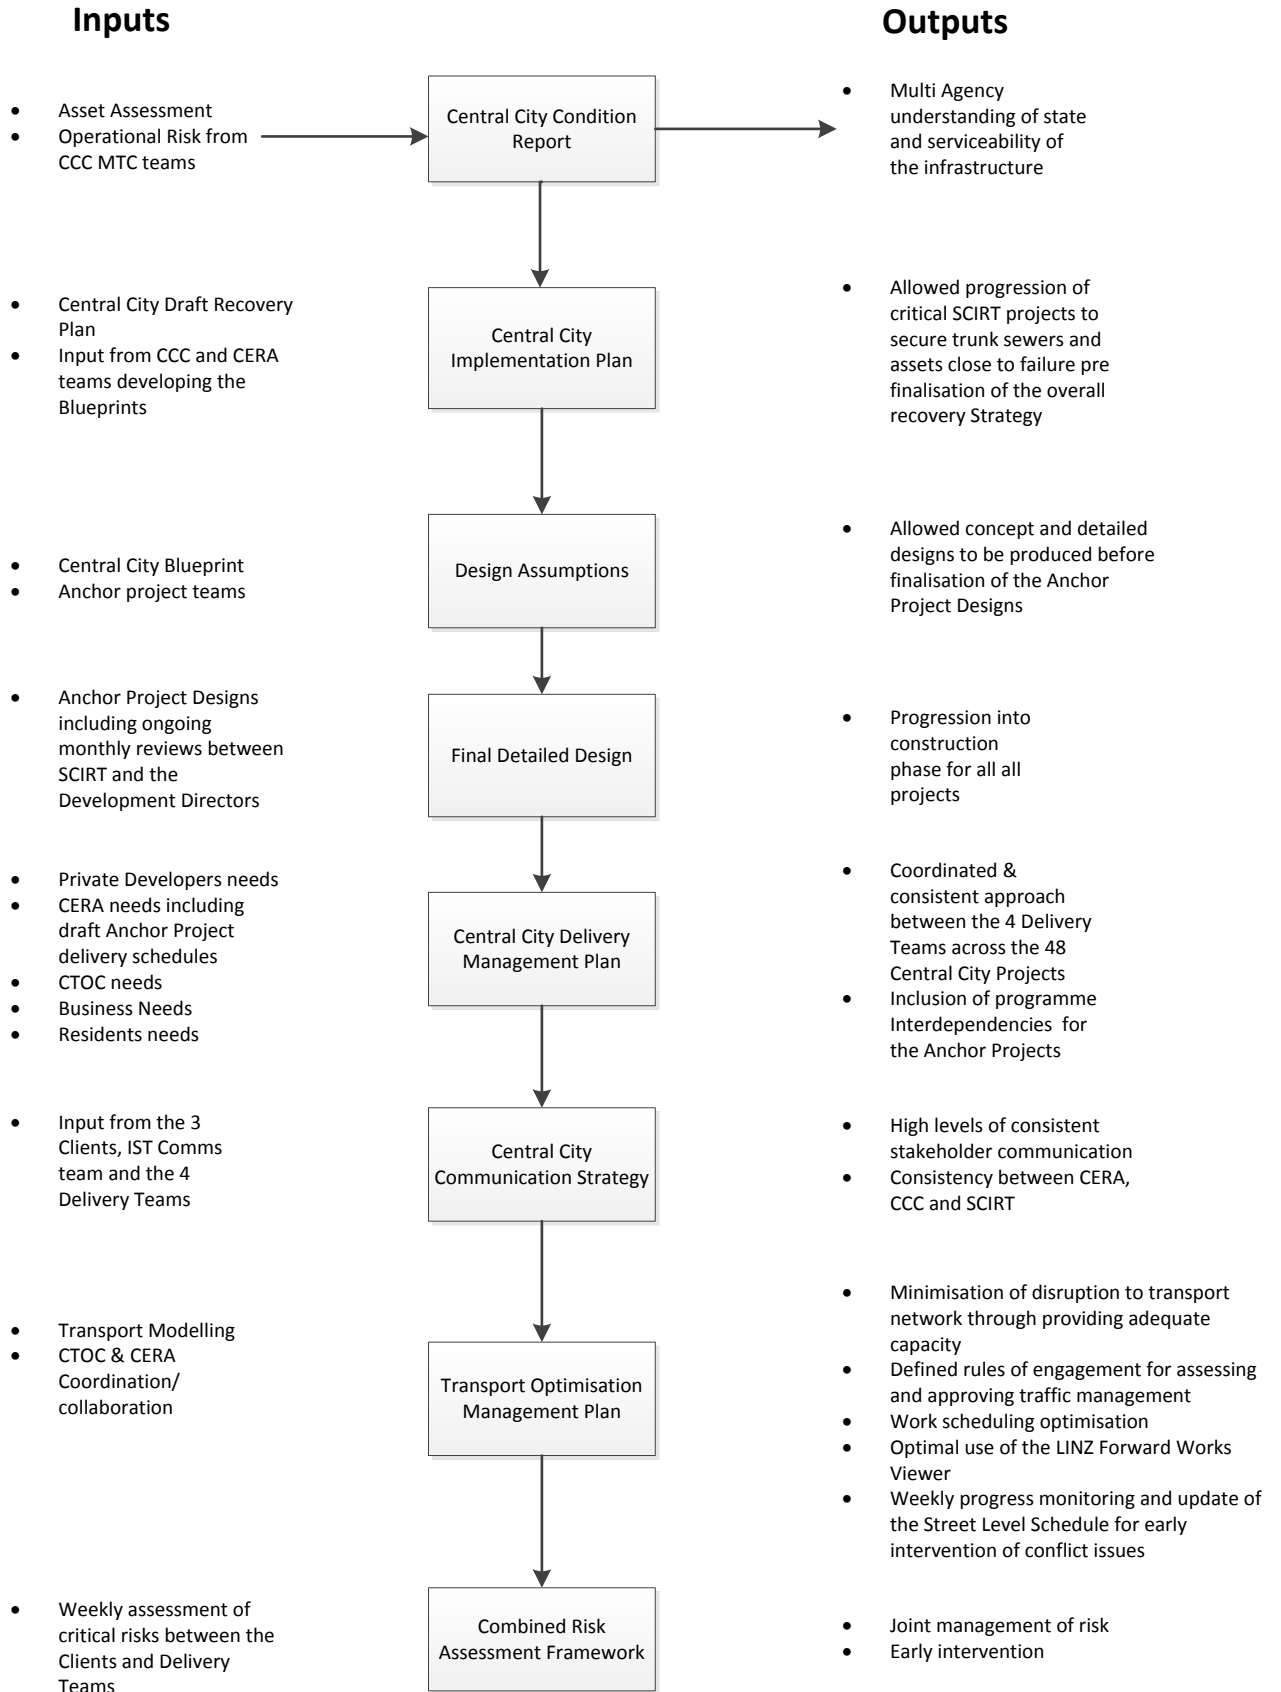 Inputs
Outputs
• Asset Assessment
• Operational Risk from
CCC MTC teams
Central City Condition
Report
• Multi Agency
understanding of state
and serviceability of
the infrastructure
• Central City Draft Recovery
Plan
• Input from CCC and CERA
teams developing the
Blueprints
Central City
Implementation Plan
• Allowed progression of
critical SCIRT projects to
secure trunk sewers and
assets close to failure pre
finalisation of the overall
recovery Strategy
• Central City Blueprint
• Anchor project teams
Design Assumptions
• Allowed concept and detailed
designs to be produced before
finalisation of the Anchor
Project Designs
• Anchor Project Designs
including ongoing
monthly reviews between
SCIRT and the
Development Directors
Final Detailed Design
• Progression into
construction
phase for all all
projects
• Private Developers needs
• CERA needs including
draft Anchor Project
delivery schedules
• CTOC needs
• Business Needs
• Residents needs
Central City Delivery
Management Plan
• Coordinated &
consistent approach
between the 4 Delivery
Teams across the 48
Central City Projects
• Inclusion of programme
Interdependencies for
the Anchor Projects
• Input from the 3
Clients, IST Comms
team and the 4
Delivery Teams
Central City
Communication Strategy
• High levels of consistent
stakeholder communication
• Consistency between CERA,
CCC and SCIRT
• Transport Modelling
• CTOC & CERA
Coordination/
collaboration
Transport Optimisation
Management Plan
• Minimisation of disruption to transport
network through providing adequate
capacity
• Defined rules of engagement for assessing
and approving traffic management
• Work scheduling optimisation
• Optimal use of the LINZ Forward Works
Viewer
• Weekly progress monitoring and update of
the Street Level Schedule for early
intervention of conflict issues
• Weekly assessment of
critical risks between the
Clients and Delivery
Teams
Combined Risk
Assessment Framework
• Joint management of risk
• Early intervention